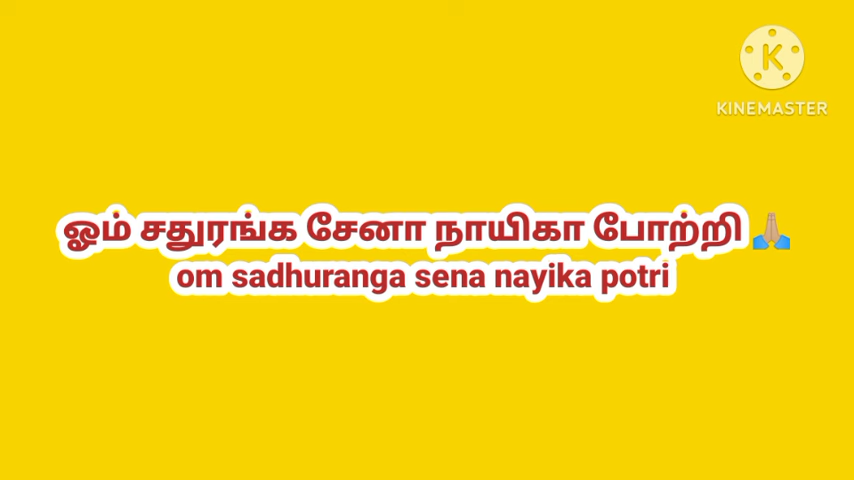 KINEMASTER
ஓம் சதுரங்க சேனா நாயிகா போற்றி 🙏🏼
om sadhuranga sena nayika potri